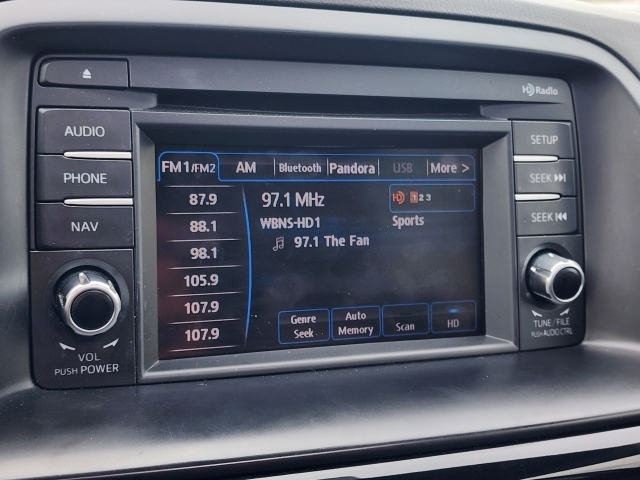 HD Radio
AUDIO
PHONE
NAV
VOL
PUSH POWER
FM1/FM2 AM Bluetooth Pandora USB More >
87.9
88.1
98.1
105.9
107.9
107.9
97.1 MHz
HD 1 2 3
WBNS-HD1 Sports
97.1 The Fan
Genre Seek
Auto Memory
Scan
HD
SETUP
SEEK
SEEK
TUNE/FILE
PUSH AUDIO CTRL